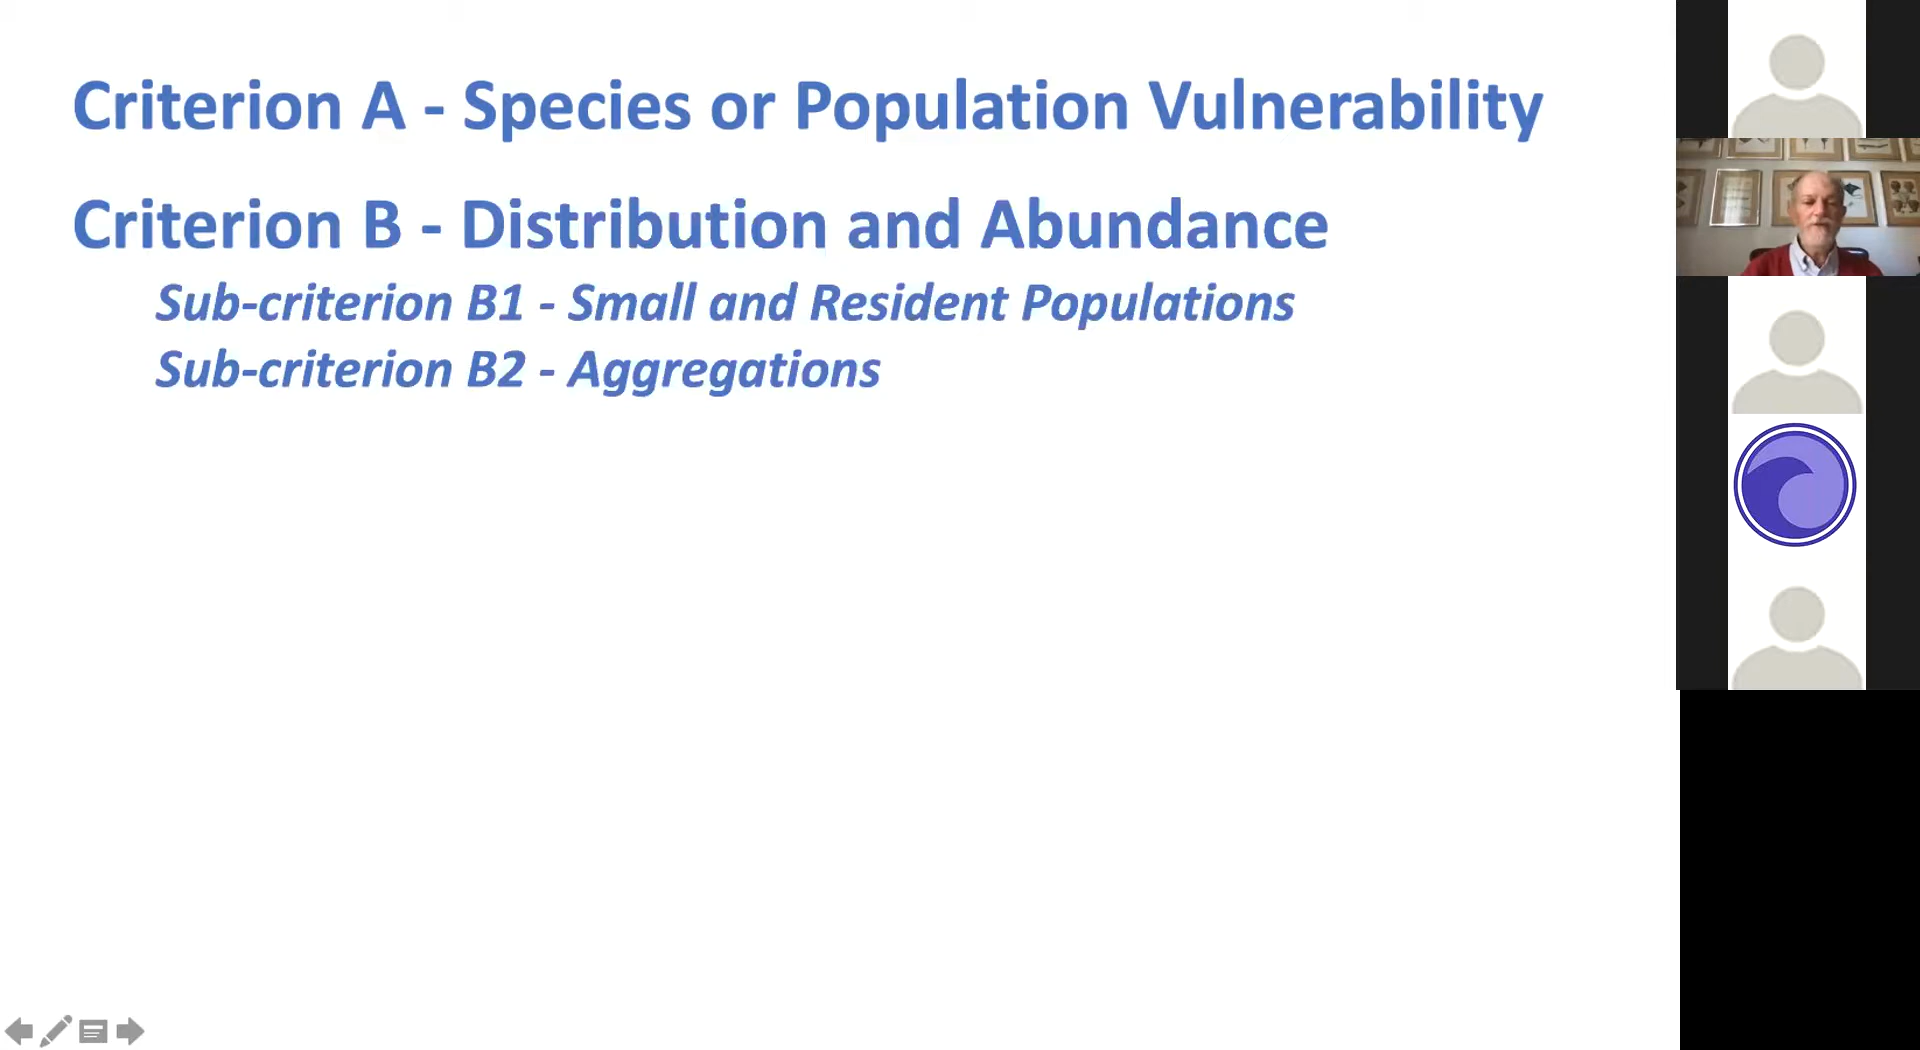 Criterion A - Species or Population Vulnerability
Criterion B - Distribution and Abundance
Sub-criterion B1 - Small and Resident Populations
Sub-criterion B2 - Aggregations